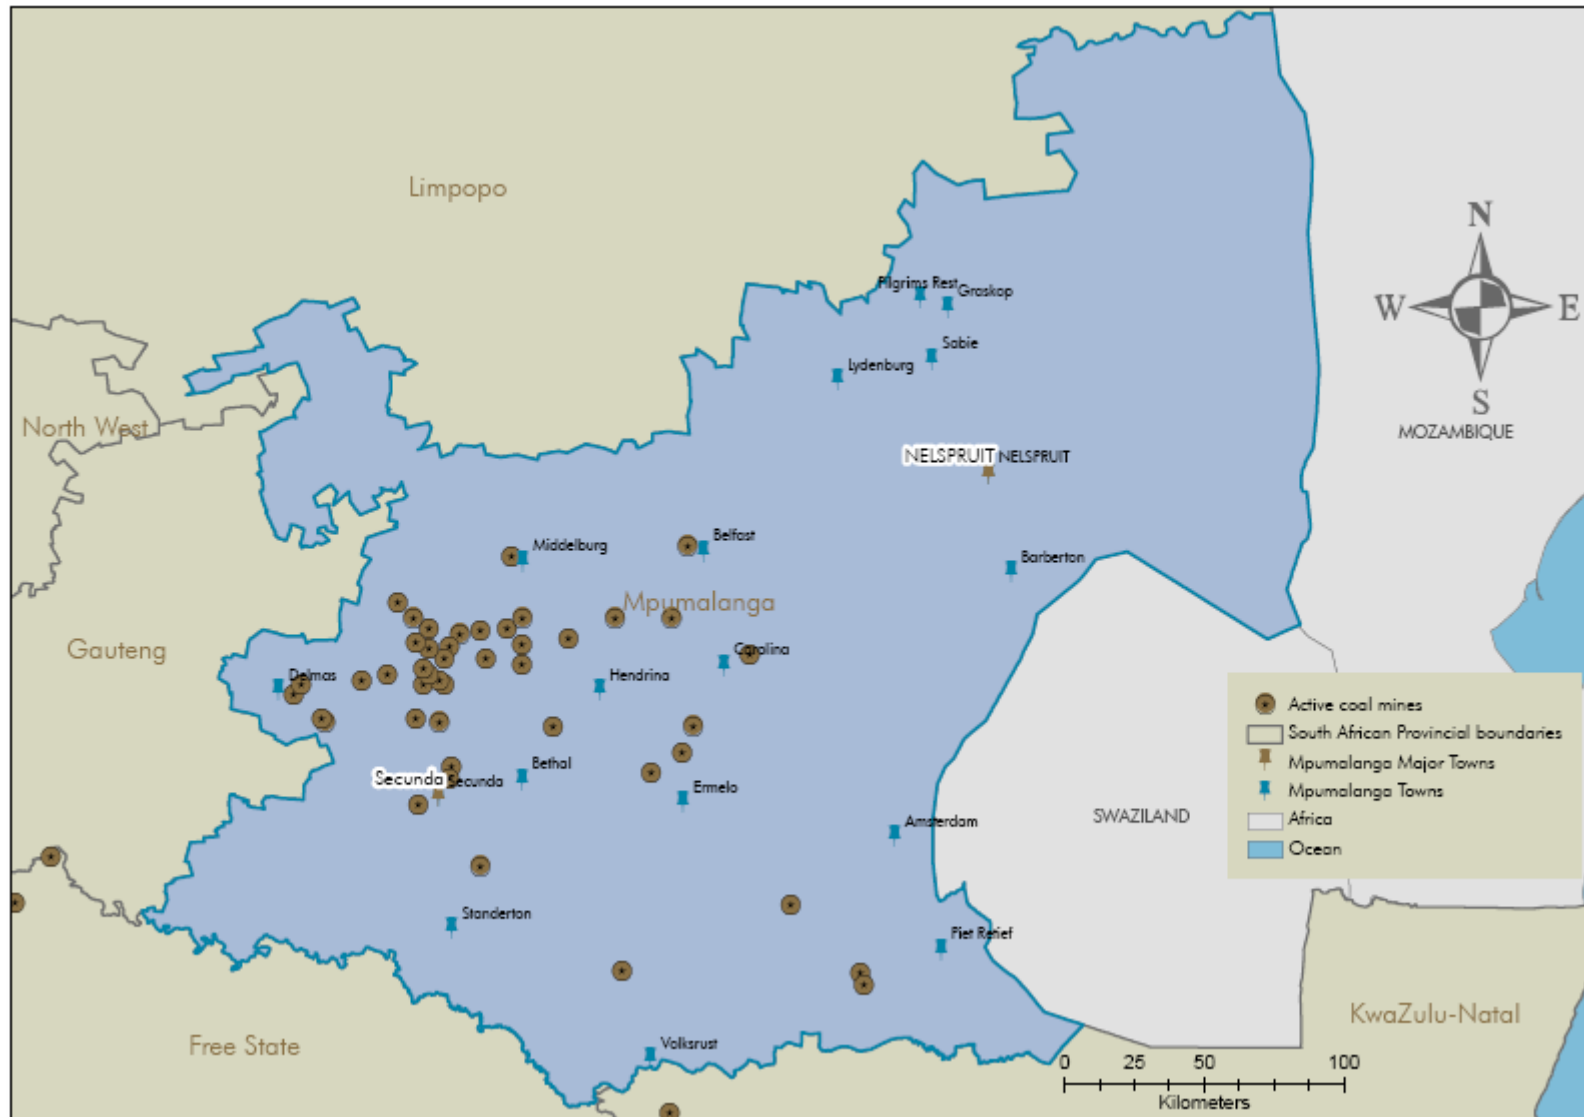 Limpopo
N
W E
S
MOZAMBIQUE
Pilgrims Rest
Graskop
Sabie
Lydenburg
North West
NELSPRUIT NELSPRUIT
Middelburg
Belfast
Barberton
Mpumalanga
Gauteng
Carolina
Delmas
Hendrina
Active coal mines
South African Provincial boundaries
Mpumalanga Major Towns
Mpumalanga Towns
Africa
Ocean
Bethal
Secunda Secunda
Ermelo
SWAZILAND
Amsterdam
Standerton
Piet Retief
KwaZulu-Natal
Free State
Volksrust
0 25 50 100
Kilometers